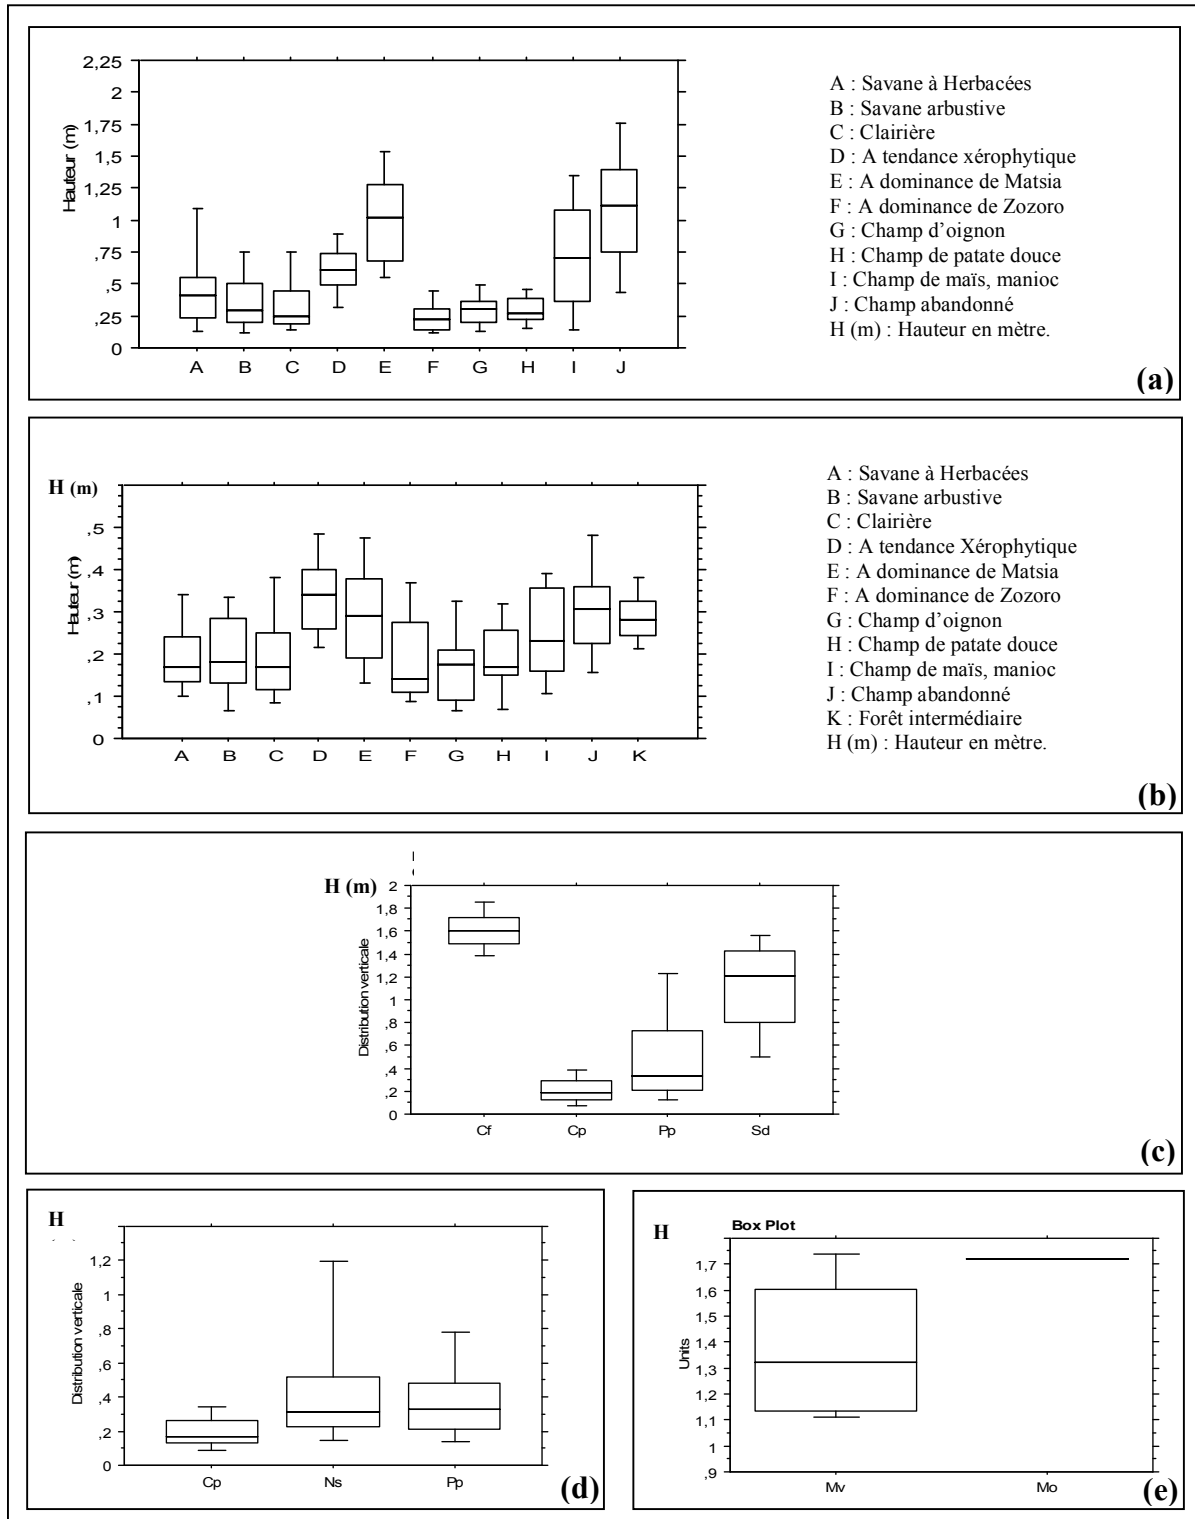 2,25
2
1,75
1,5
1,25
1
,75
,5
,25
0
Hauteur (m)
A B C D E F G H I J
A : Savane à Herbacées
B : Savane arbustive
C : Clairière
D : A tendance xérophytique
E : A dominance de Matsia
F : A dominance de Zozoro
G : Champ d'oignon
H : Champ de patate douce
I : Champ de maïs, manioc
J : Champ abandonné
H (m) : Hauteur en mètre.
(a)
H (m)
,5
,4
,3
,2
,1
0
Hauteur (m)
A B C D E F G H I J K
A : Savane à Herbacées
B : Savane arbustive
C : Clairière
D : A tendance Xérophytique
E : A dominance de Matsia
F : A dominance de Zozoro
G : Champ d'oignon
H : Champ de patate douce
I : Champ de maïs, manioc
J : Champ abandonné
K : Forêt intermédiaire
H (m) : Hauteur en mètre.
(b)
H (m)
2
1,8
1,6
1,4
1,2
1
,8
,6
,4
,2
0
Distribution verticale
Cf Cp Pp Sd
(c)
H
1,2
1
,8
,6
,4
,2
0
Distribution verticale
Cp Ns Pp
(d)
H
Box Plot
1,7
1,6
1,5
1,4
1,3
1,2
1,1
1
,9
Units
Mv Mo
(e)